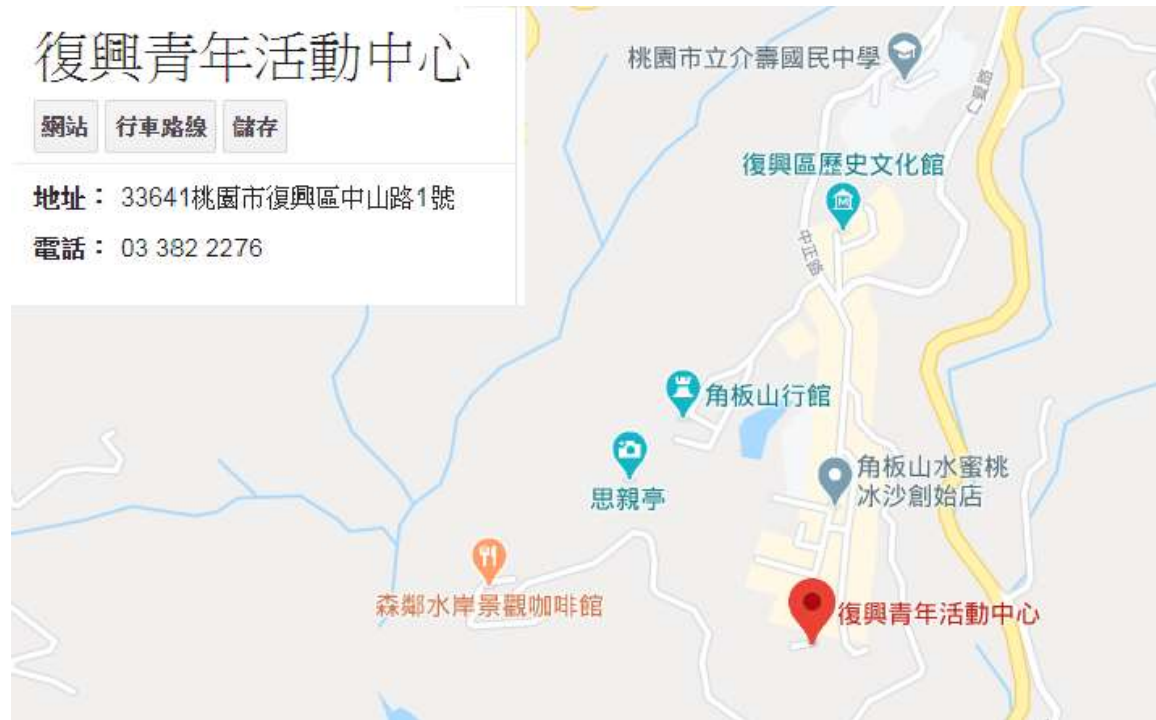 復興青年活動中心
網站 行車路線 儲存
地址： 33641桃園市復興區中山路1號
電話： 03 382 2276
桃園市立介壽國民中學
仁愛路
復興區歷史文化館
中正路
角板山行館
角板山水蜜桃
冰沙創始店
思親亭
森鄰水岸景觀咖啡館
復興青年活動中心